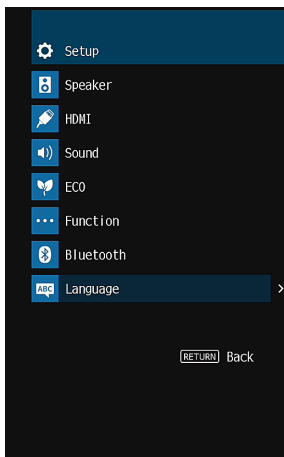 Setup
Speaker
HDMI
Sound
ECO
Function
Bluetooth
ABC Language
RETURN Back